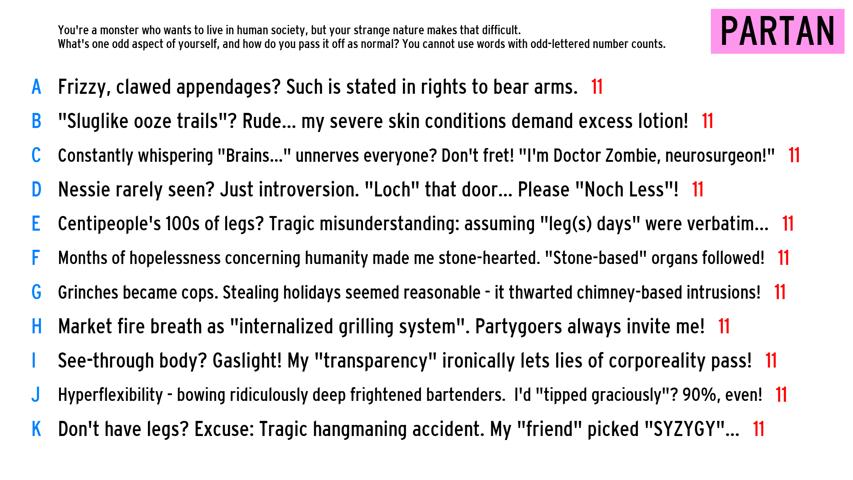 You're a monster who wants to live in human society, but your strange nature makes that difficult.
What's one odd aspect of yourself, and how do you pass it off as normal? You cannot use words with odd-lettered number counts.
PARTAN
A Frizzy, clawed appendages? Such is stated in rights to bear arms. 11
B "Sluglike ooze trails"? Rude... my severe skin conditions demand excess lotion! 11
C Constantly whispering "Brains..." unnerves everyone? Don't fret! "I'm Doctor Zombie, neurosurgeon!" 11
D Nessie rarely seen? Just introversion. "Loch" that door... Please "Noch Less"! 11
E Centipeople's 100s of legs? Tragic misunderstanding: assuming "leg(s) days" were verbatim... 11
F Months of hopelessness concerning humanity made me stone-hearted. "Stone-based" organs followed! 11
G Grinches became cops. Stealing holidays seemed reasonable - it thwarted chimney-based intrusions! 11
H Market fire breath as "internalized grilling system". Partygoers always invite me! 11
I See-through body? Gaslight! My "transparency" ironically lets lies of corporeality pass! 11
J Hyperflexibility - bowing ridiculously deep frightened bartenders. I'd "tipped graciously"? 90%, even! 11
K Don't have legs? Excuse: Tragic hangmaning accident. My "friend" picked "SYZYGY"... 11